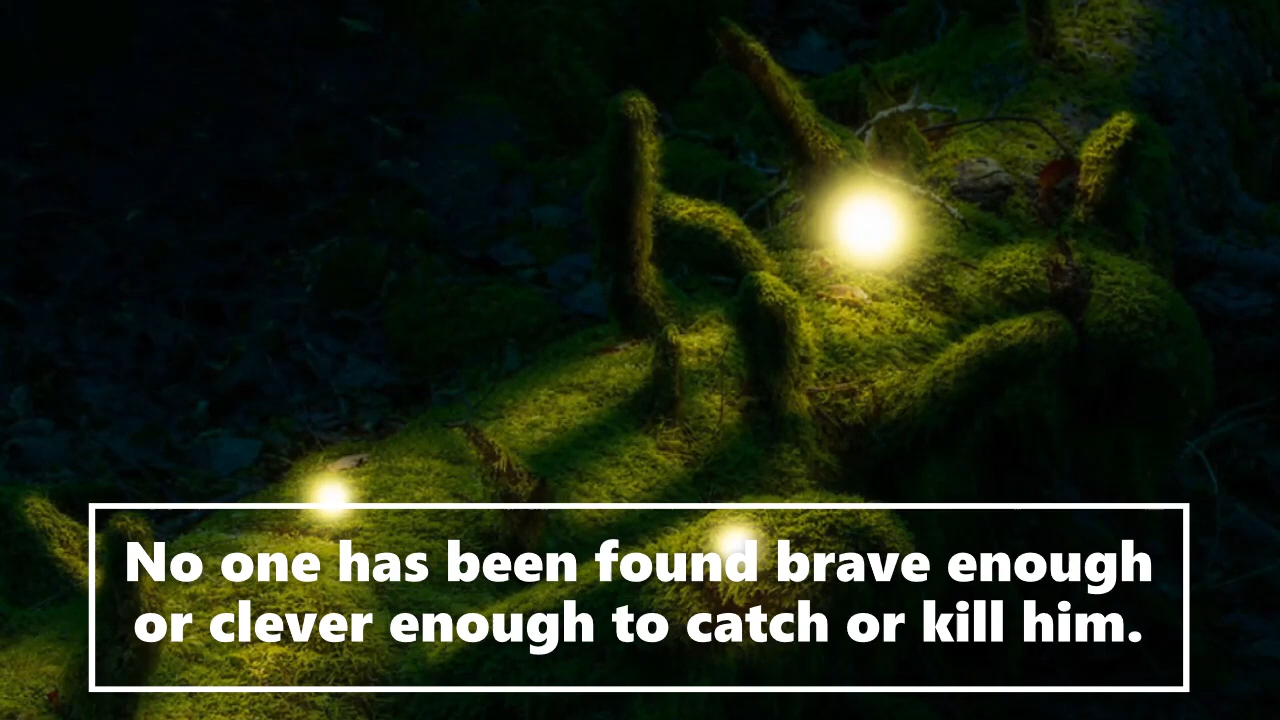 No one has been found brave enough
or clever enough to catch or kill him.